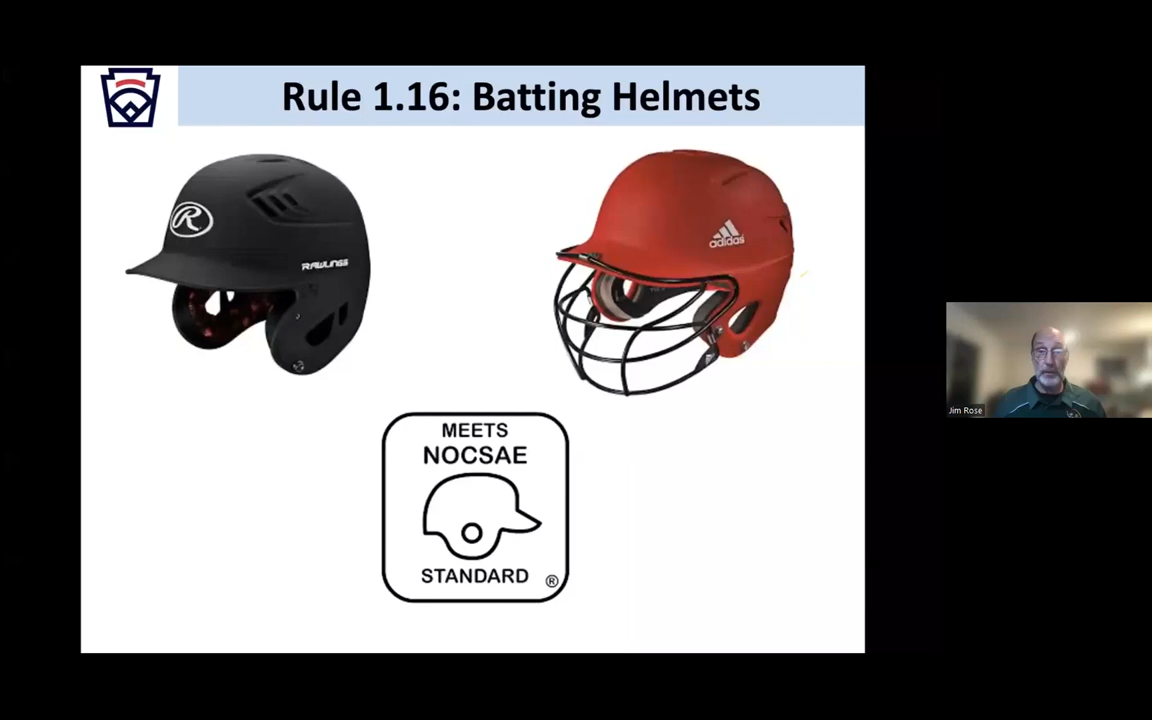 Rule 1.16: Batting Helmets
R
RAWLINGS
adidas
MEETS
NOCSAE
STANDARD ®
Jim Rose